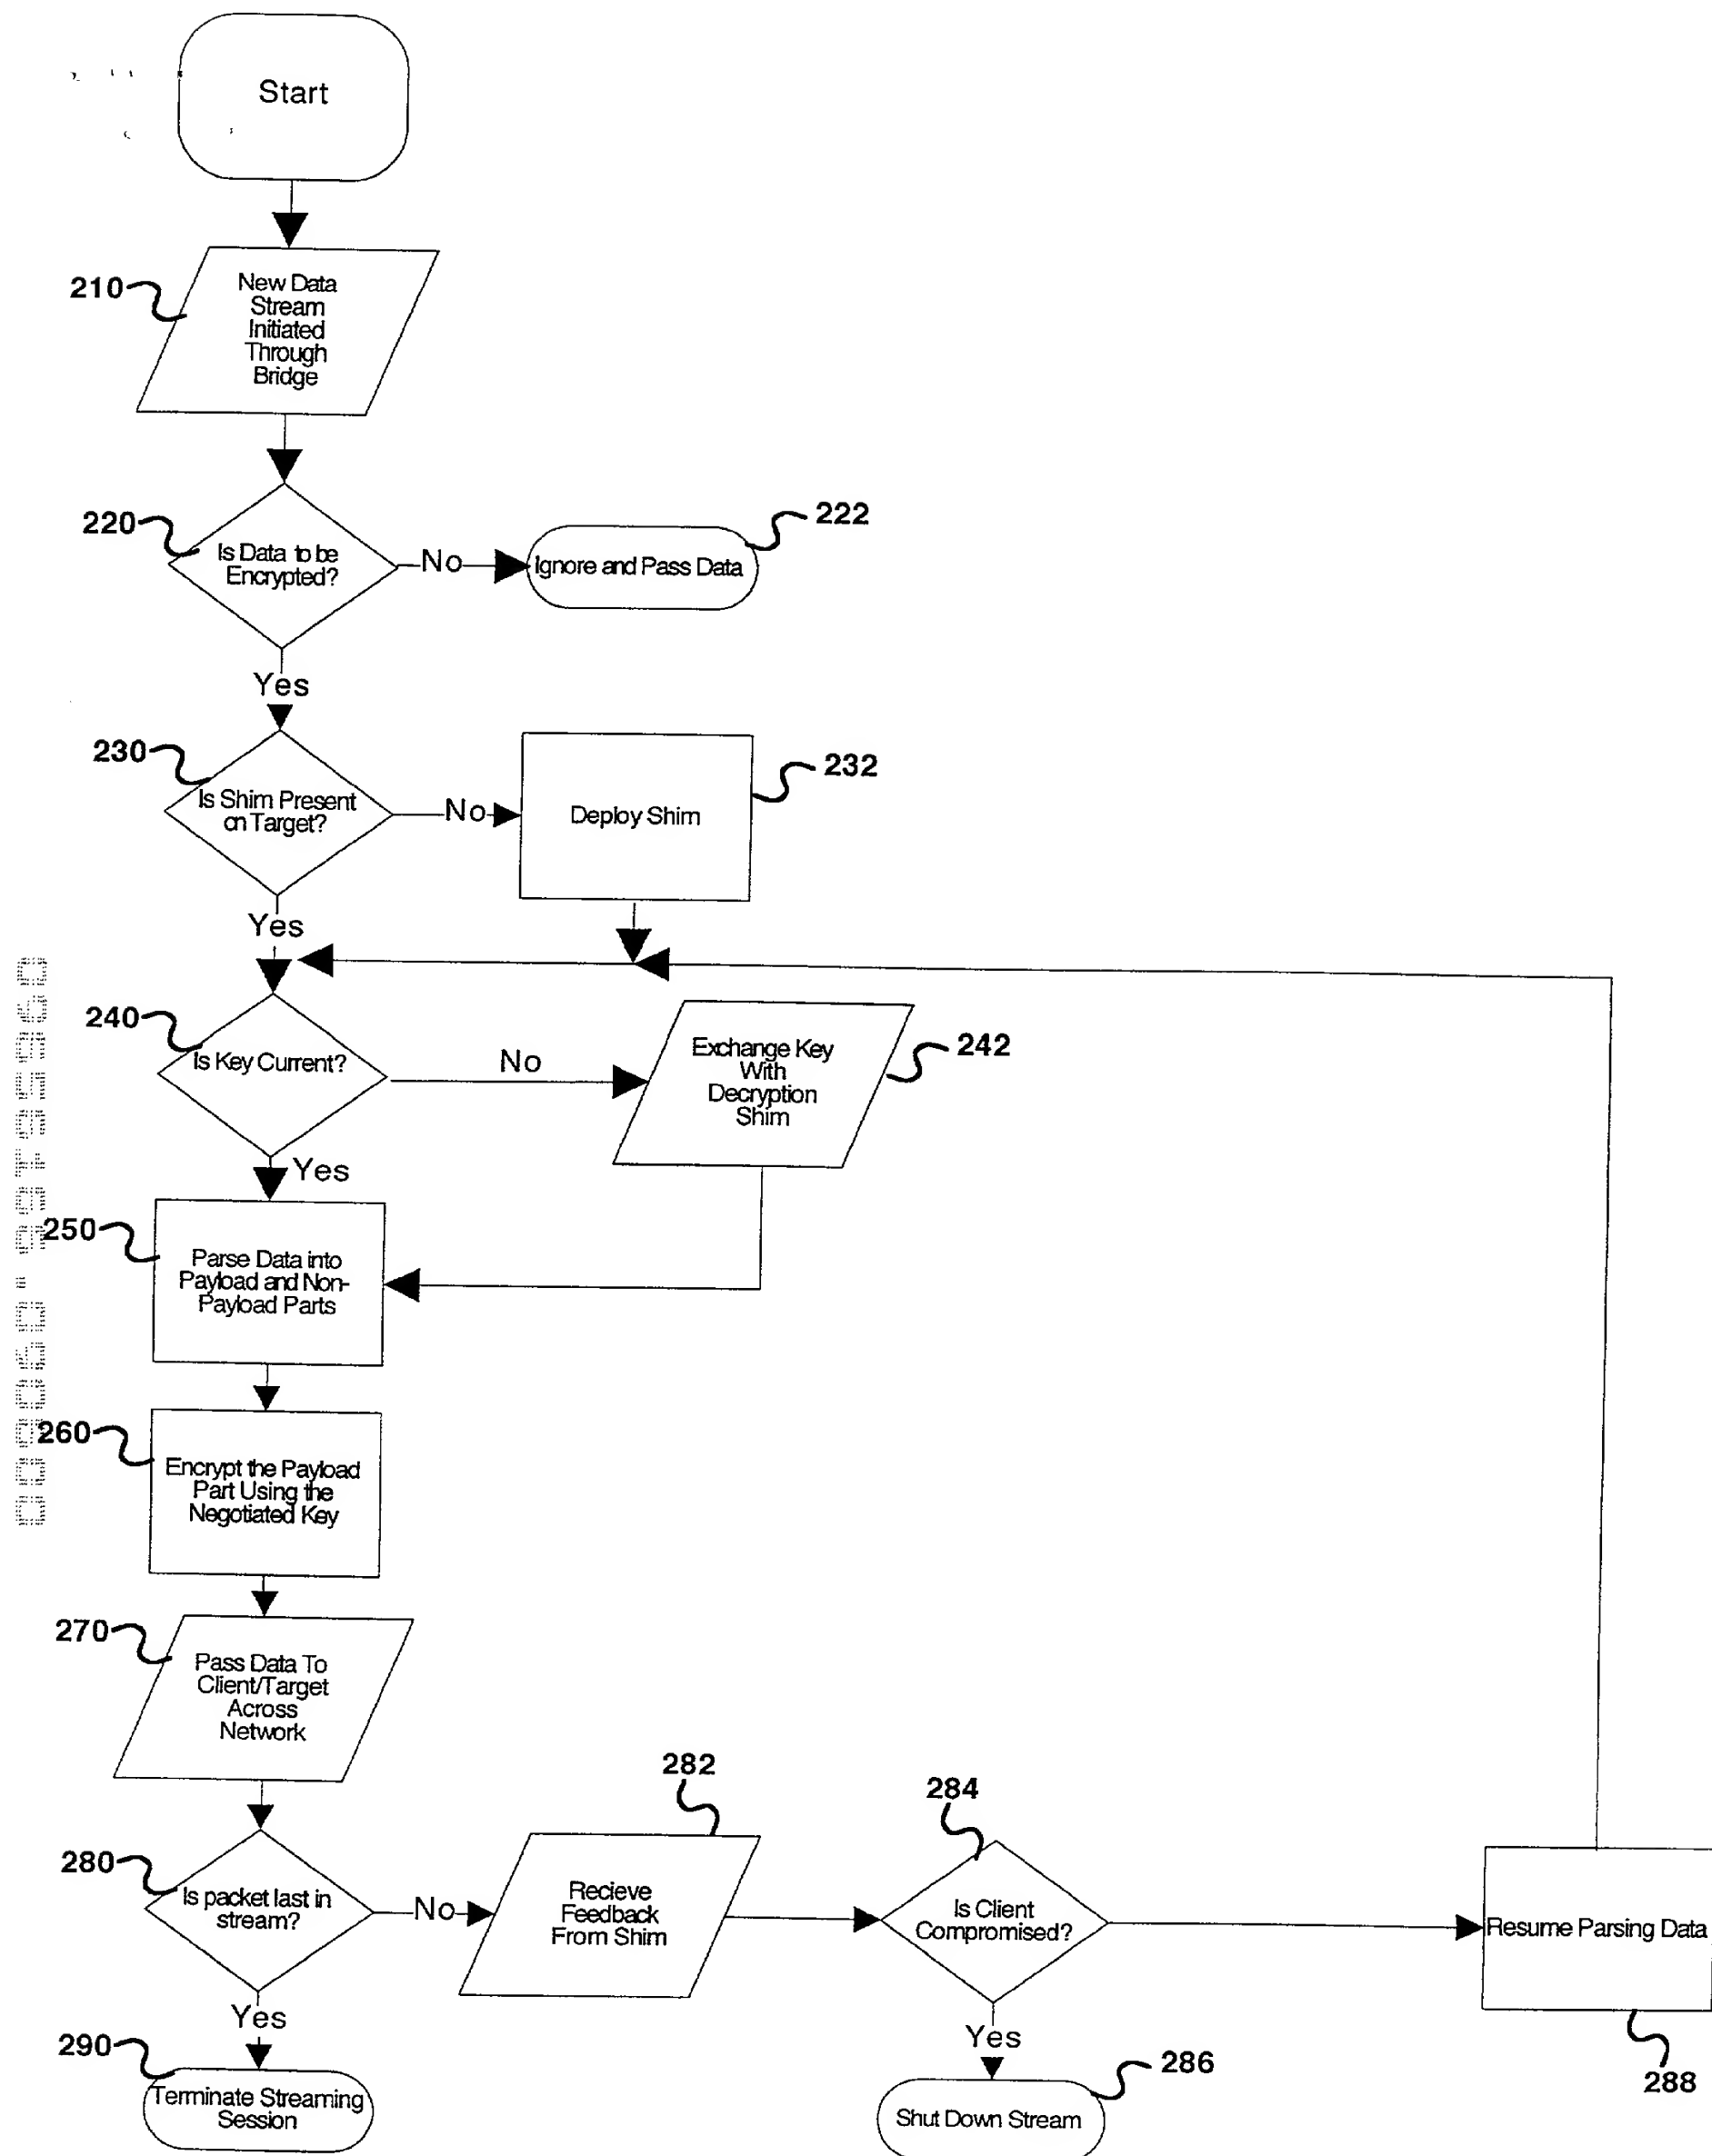 Start
210
New Data
Stream
Initiated
Through
Bridge
220
Is Data to be
Encrypted?
No
Ignore and Pass Data
222
Yes
230
Is Shim Present
on Target?
No
Deploy Shim
232
Yes
240
Is Key Current?
No
Exchange Key
With
Decryption
Shim
242
Yes
250
Parse Data into
Payload and Non-
Payload Parts
260
Encrypt the Payload
Part Using the
Negotiated Key
270
Pass Data To
Client/Target
Across
Network
280
Is packet last in
stream?
No
282
Recieve
Feedback
From Shim
284
Is Client
Compromised?
Resume Parsing Data
288
Yes
290
Terminate Streaming
Session
Yes
286
Shut Down Stream